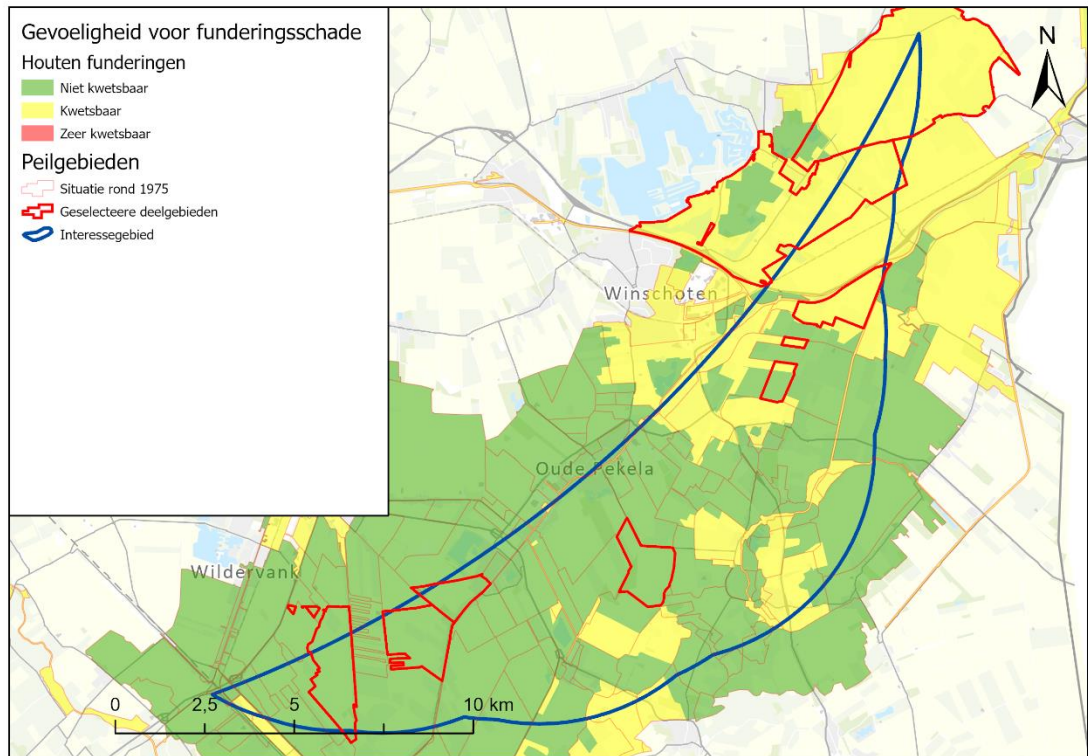 Gevoeligheid voor funderingsschade
Houten funderingen
Niet kwetsbaar
Kwetsbaar
Zeer kwetsbaar
Peilgebieden
Situatie rond 1975
Geselecteere deelgebieden
Interessegebied
N
Winschoten
Oude Pekela
Wildervank
0 2,5 5 10 km